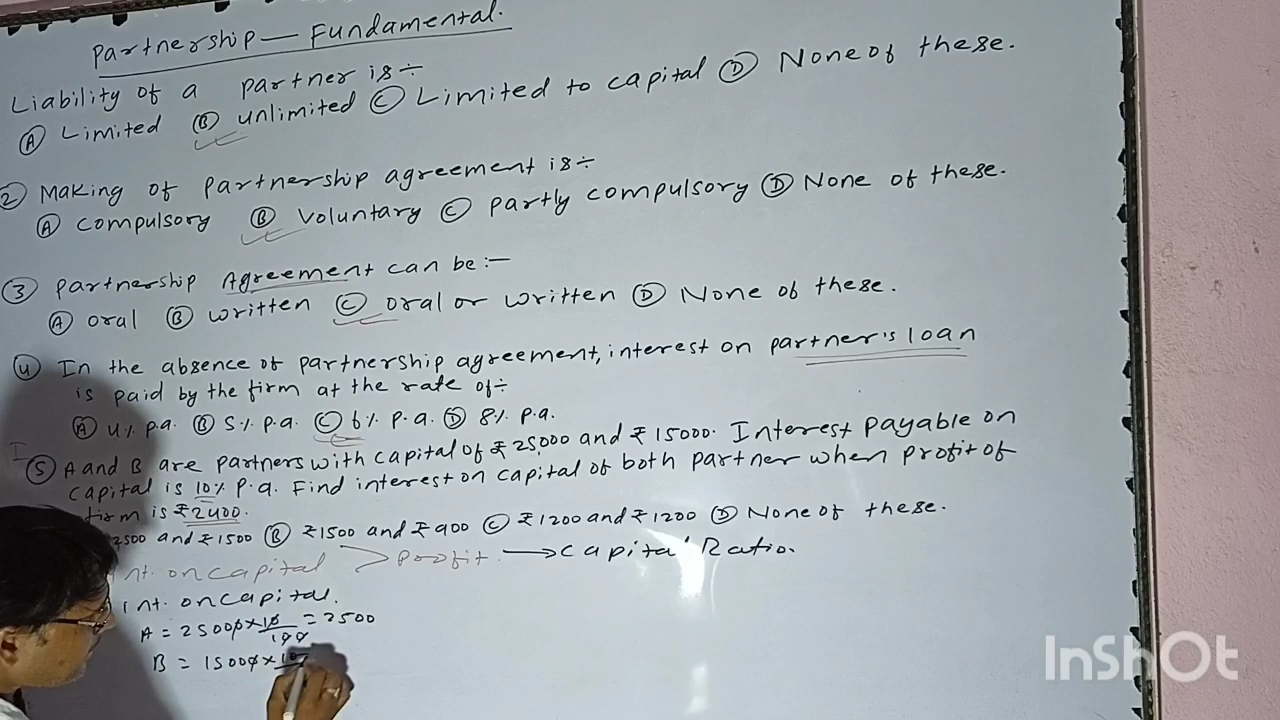 Partnership — Fundamental.
Liability of a partner is÷
Ⓐ Limited Ⓑ unlimited Ⓒ Limited to capital Ⓓ None of these.
② Making of partnership agreement is÷
Ⓐ compulsory Ⓑ voluntary Ⓒ partly compulsory Ⓓ None of these.
③ Partnership Agreement can be:—
Ⓐ oral Ⓑ written Ⓒ oral or written Ⓓ None of these.
④ In the absence of partnership agreement, interest on partner's loan
is paid by the firm at the rate of÷
Ⓐ 4% p.a. Ⓑ 5% p.a. Ⓒ 6% p.a. Ⓓ 8% p.a.
⑤ A and B are partners with capital of ₹25,000 and ₹15000. Interest payable on
capital is 10% p.a. Find interest on capital of both partner when profit of
firm is ₹2400.
2500 and ₹1500 Ⓑ ₹1500 and ₹900 Ⓒ ₹1200 and ₹1200 Ⓓ None of these.
Int. on capital > Profit. → Capital Ratio.
Int. on capital.
A = 25000 × 10/100 = 2500
B = 15000 × 10
InShOt